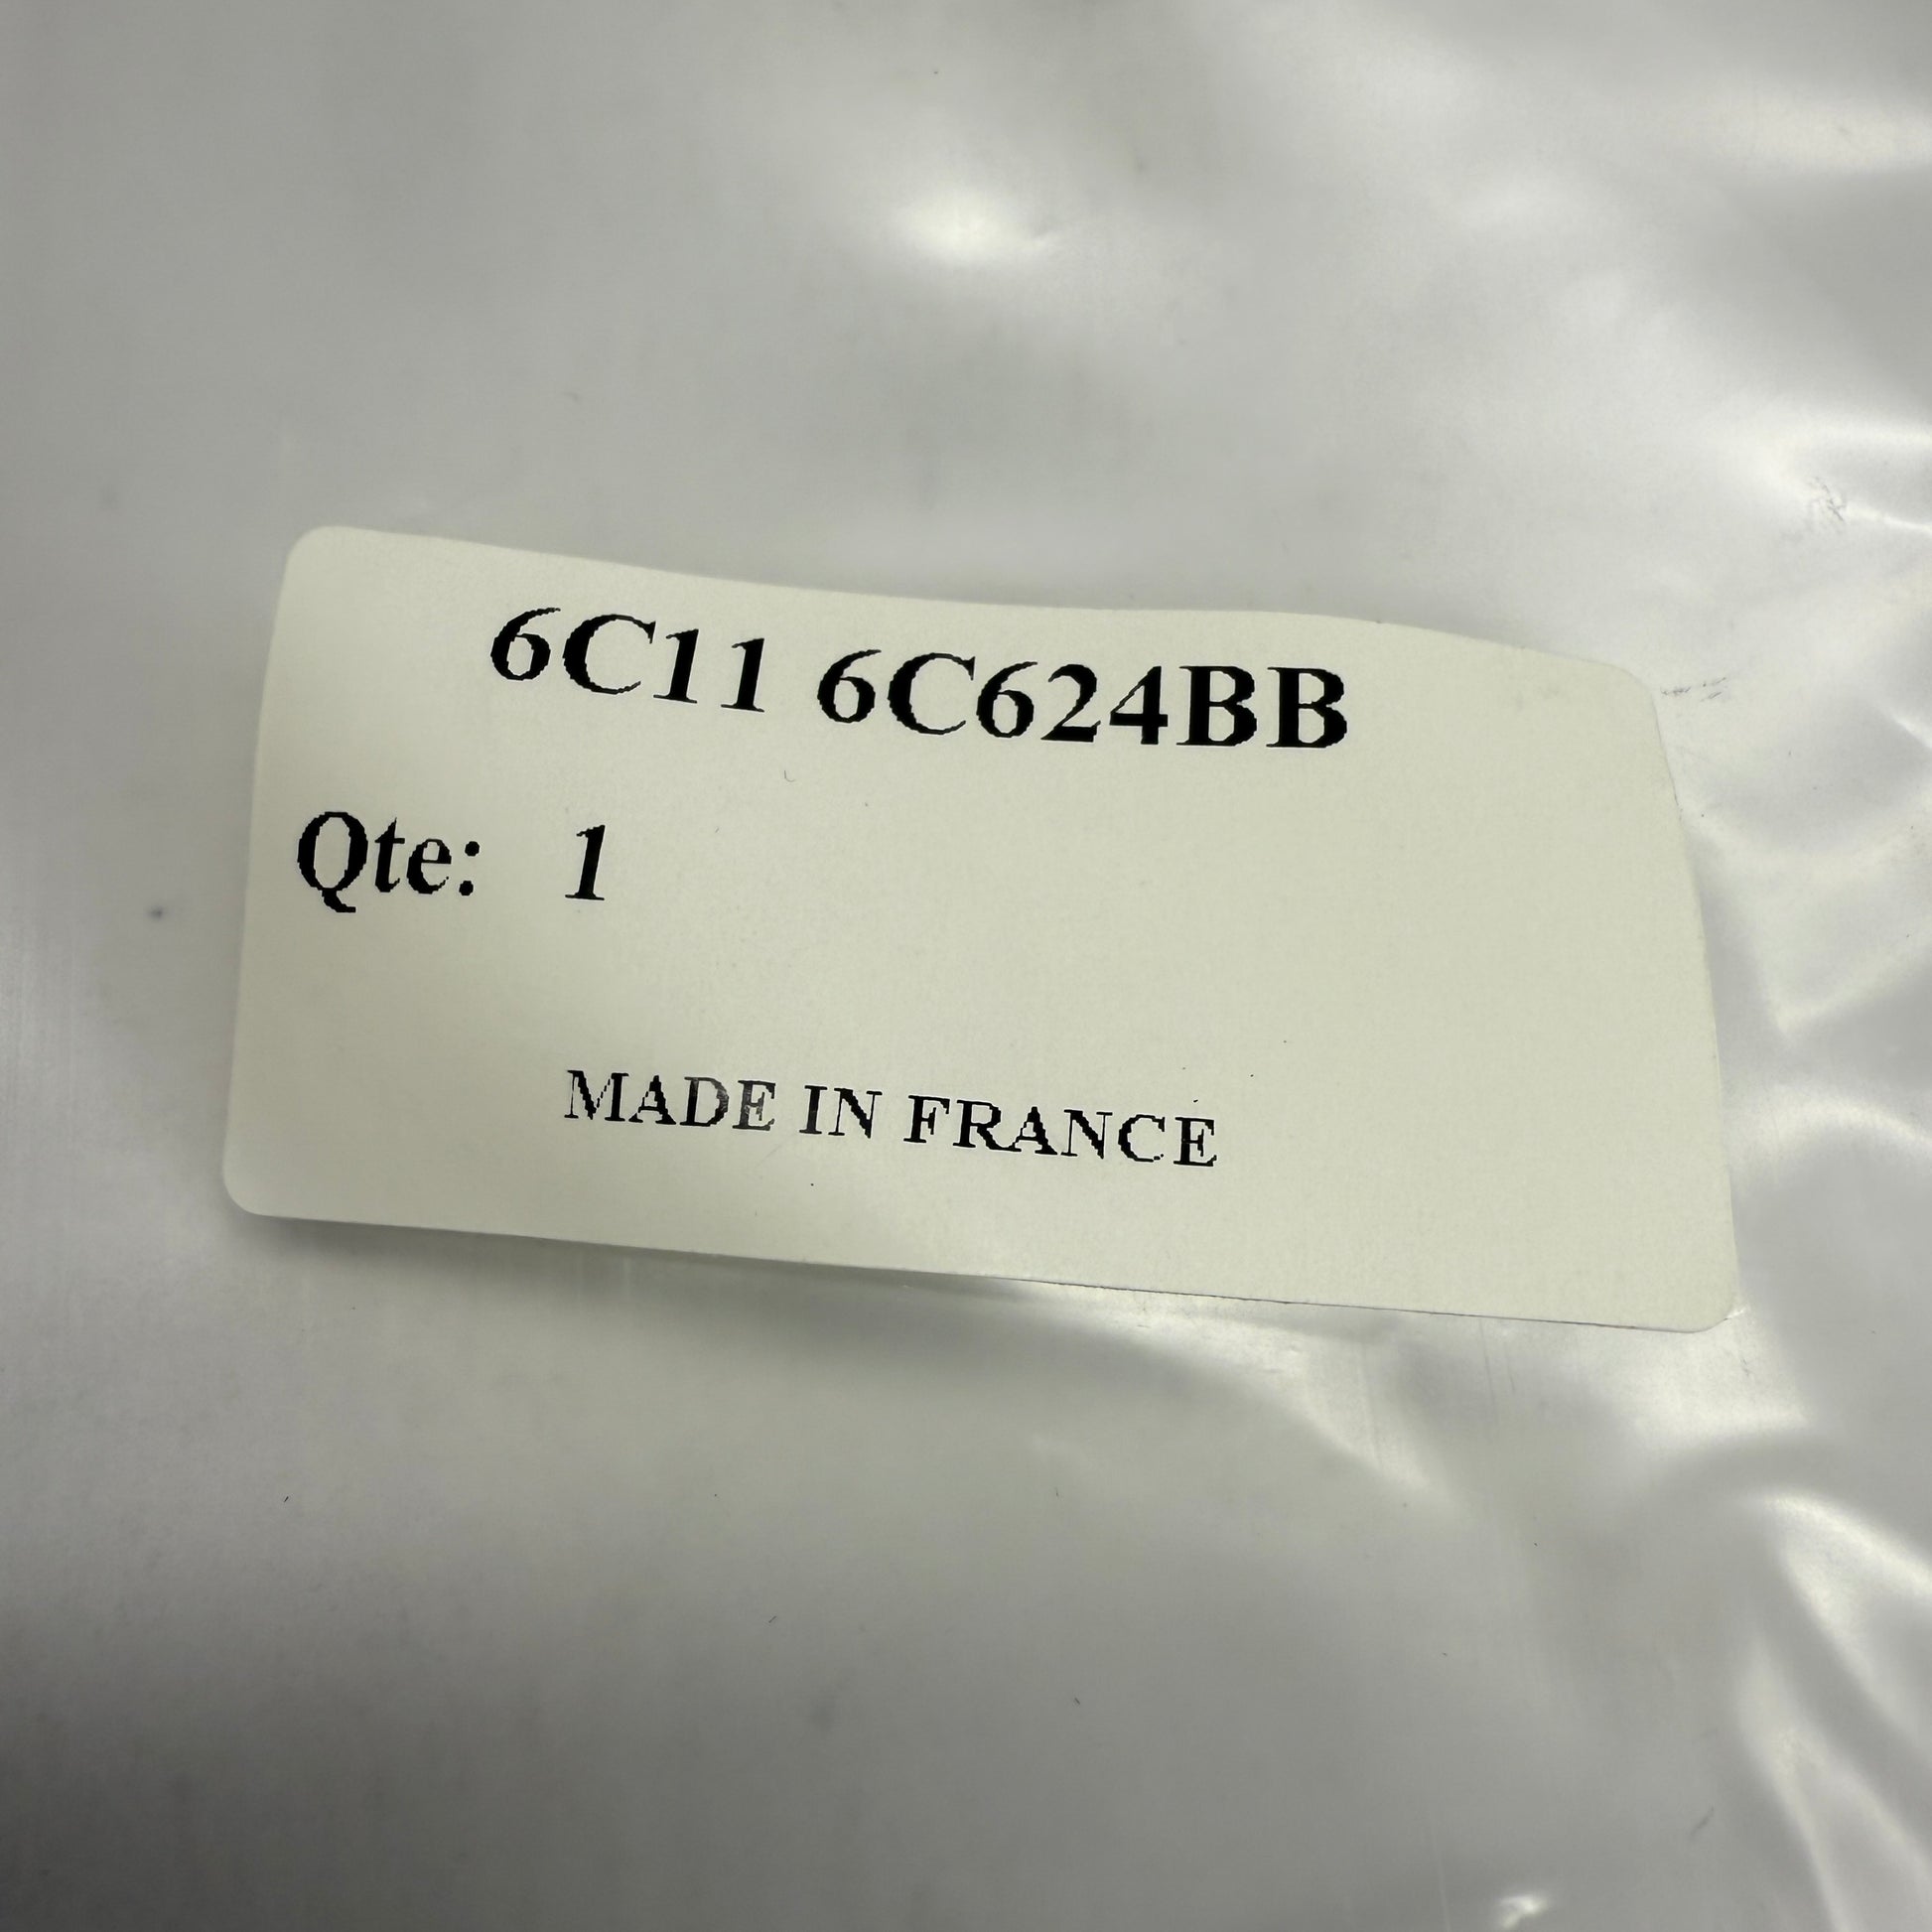 6C11 6C624BB
Qte: 1
MADE IN FRANCE